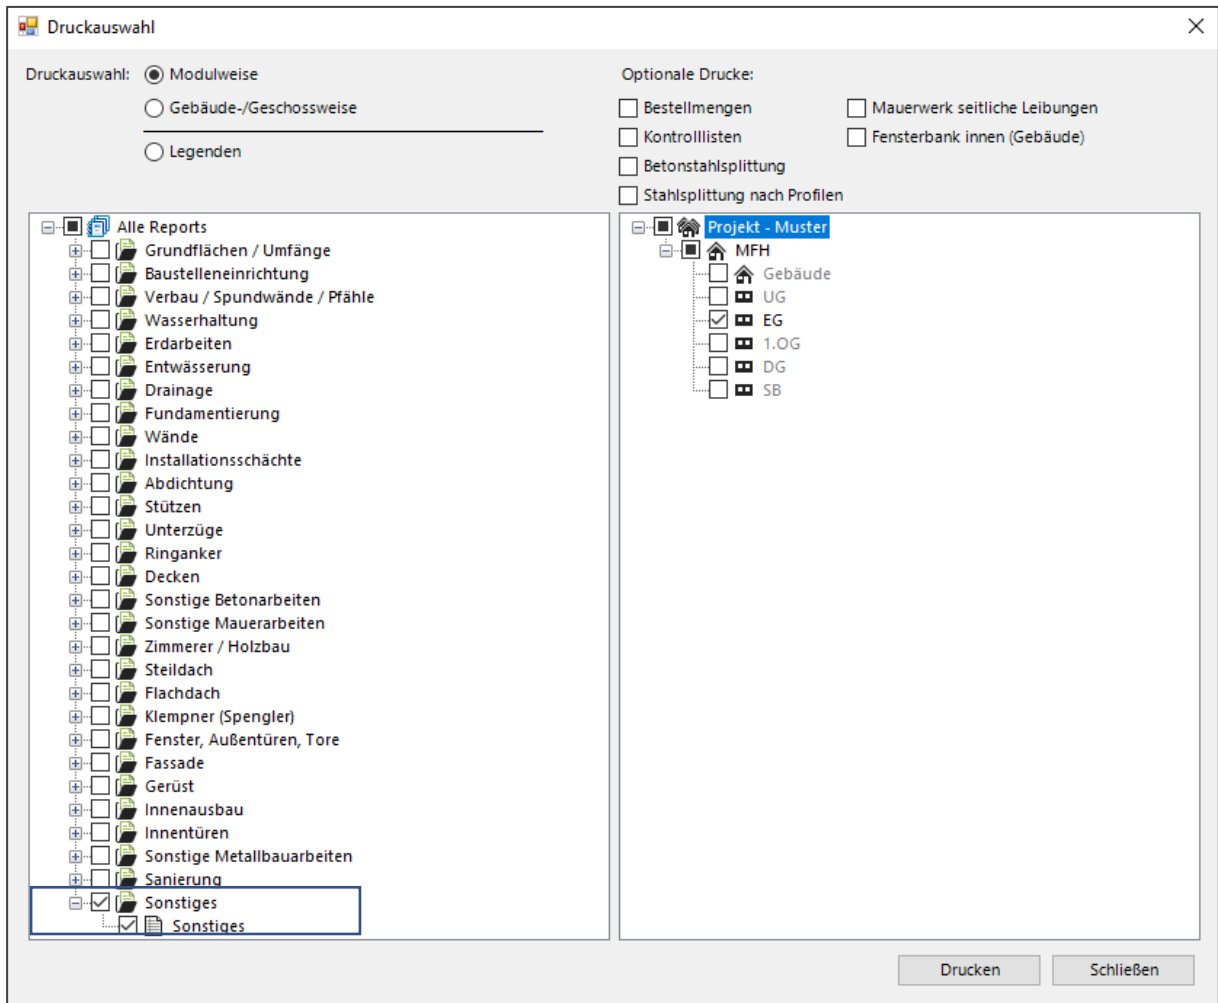 Druckauswahl
Druckauswahl:
Modulweise
Gebäude-/Geschossweise
Legenden
Optionale Drucke:
Bestellmengen
Mauerwerk seitliche Leibungen
Kontrolllisten
Fensterbank innen (Gebäude)
Betonstahlsplittung
Stahlsplittung nach Profilen
Alle Reports
Grundflächen / Umfänge
Baustelleneinrichtung
Verbau / Spundwände / Pfähle
Wasserhaltung
Erdarbeiten
Entwässerung
Drainage
Fundamentierung
Wände
Installationsschächte
Abdichtung
Stützen
Unterzüge
Ringanker
Decken
Sonstige Betonarbeiten
Sonstige Mauerarbeiten
Zimmerer / Holzbau
Steildach
Flachdach
Klempner (Spengler)
Fenster, Außentüren, Tore
Fassade
Gerüst
Innenausbau
Innentüren
Sonstige Metallbauarbeiten
Sanierung
Sonstiges
Sonstiges
Projekt - Muster
MFH
Gebäude
UG
EG
1.OG
DG
SB
Drucken
Schließen